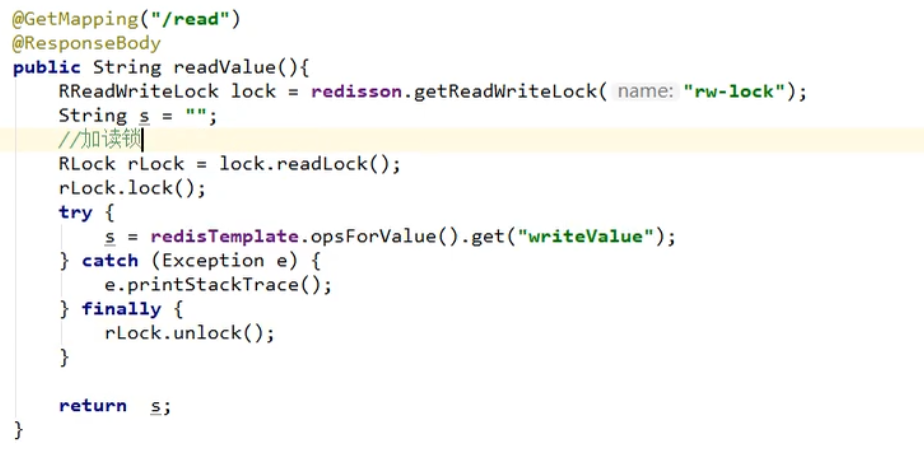 @GetMapping("/read")
@ResponseBody
public String readValue(){
    RReadWriteLock lock = redisson.getReadWriteLock( name: "rw-lock");
    String s = "";
    //加读锁
    RLock rLock = lock.readLock();
    rLock.lock();
    try {
        s = redisTemplate.opsForValue().get("writeValue");
    } catch (Exception e) {
        e.printStackTrace();
    } finally {
        rLock.unlock();
    }
    return  s;
}